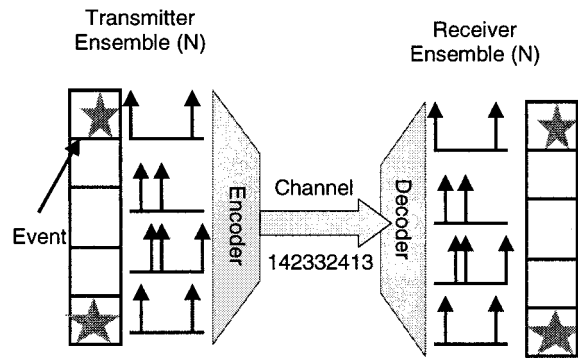 Transmitter
Ensemble (N)
Receiver
Ensemble (N)
Event
Encoder
Channel
142332413
Decoder